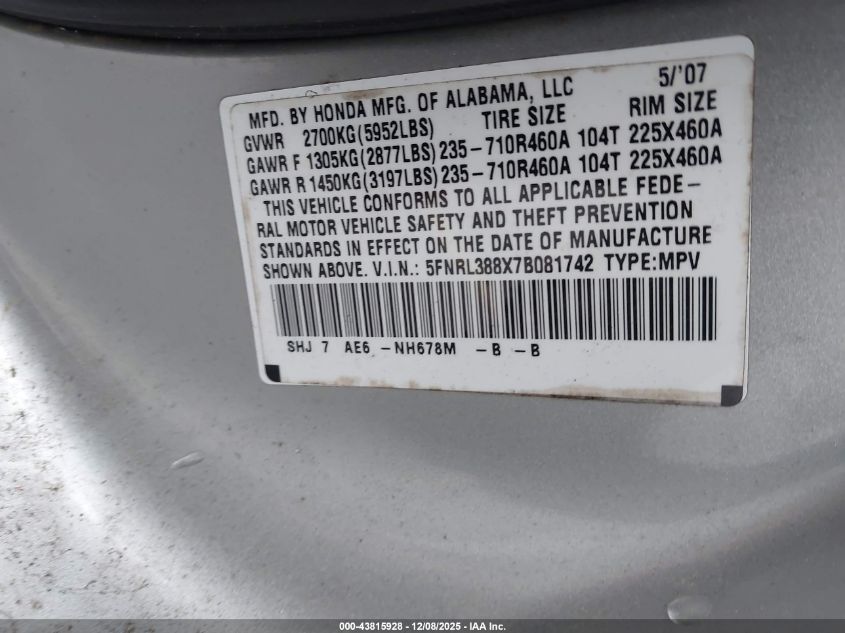 5/'07
MFD. BY HONDA MFG. OF ALABAMA, LLC
GVWR 2700KG(5952LBS) TIRE SIZE RIM SIZE
GAWR F 1305KG(2877LBS) 235-710R460A 104T 225X460A
GAWR R 1450KG(3197LBS) 235-710R460A 104T 225X460A
THIS VEHICLE CONFORMS TO ALL APPLICABLE FEDE-
RAL MOTOR VEHICLE SAFETY AND THEFT PREVENTION
STANDARDS IN EFFECT ON THE DATE OF MANUFACTURE
SHOWN ABOVE. V.I.N.: 5FNRL388X7B081742 TYPE:MPV
SHJ 7 AE6 -NH678M -B -B
000-43815928 - 12/08/2025 - IAA Inc.